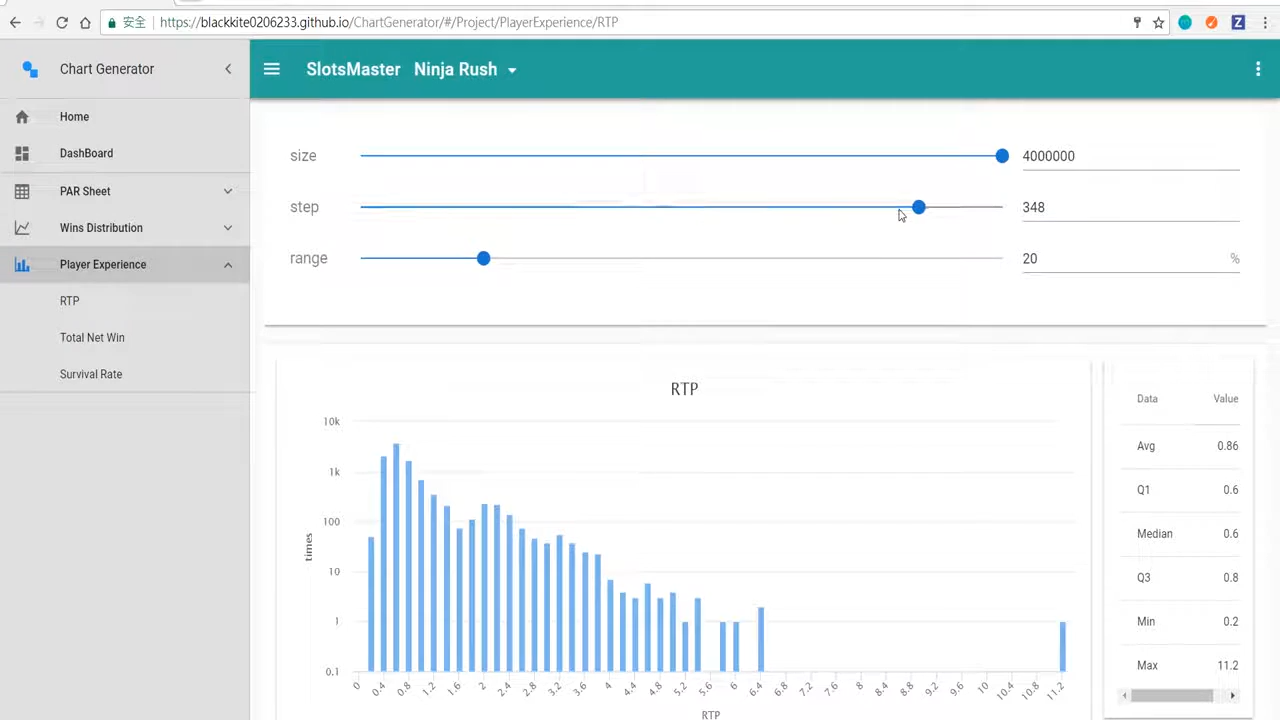 安全 https://blackkite0206233.github.io/ChartGenerator/#/Project/PlayerExperience/RTP
Z
Chart Generator
SlotsMaster Ninja Rush
Home
DashBoard
PAR Sheet
Wins Distribution
Player Experience
RTP
Total Net Win
Survival Rate
size 4000000
step 348
range 20 %
RTP
10k
1k
100
10
1
0.1
times
0 0.4 0.8 1.2 1.6 2 2.4 2.8 3.2 3.6 4 4.4 4.8 5.2 5.6 6 6.4 6.8 7.2 7.6 8 8.4 8.8 9.2 9.6 10 10.4 10.8 11.2
RTP
Data Value
Avg 0.86
Q1 0.6
Median 0.6
Q3 0.8
Min 0.2
Max 11.2